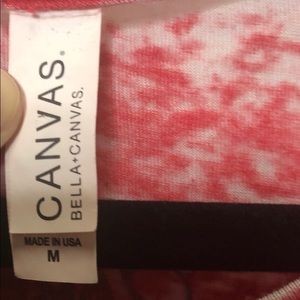 CANVAS.
BELLA+CANVAS.
MADE IN USA
M